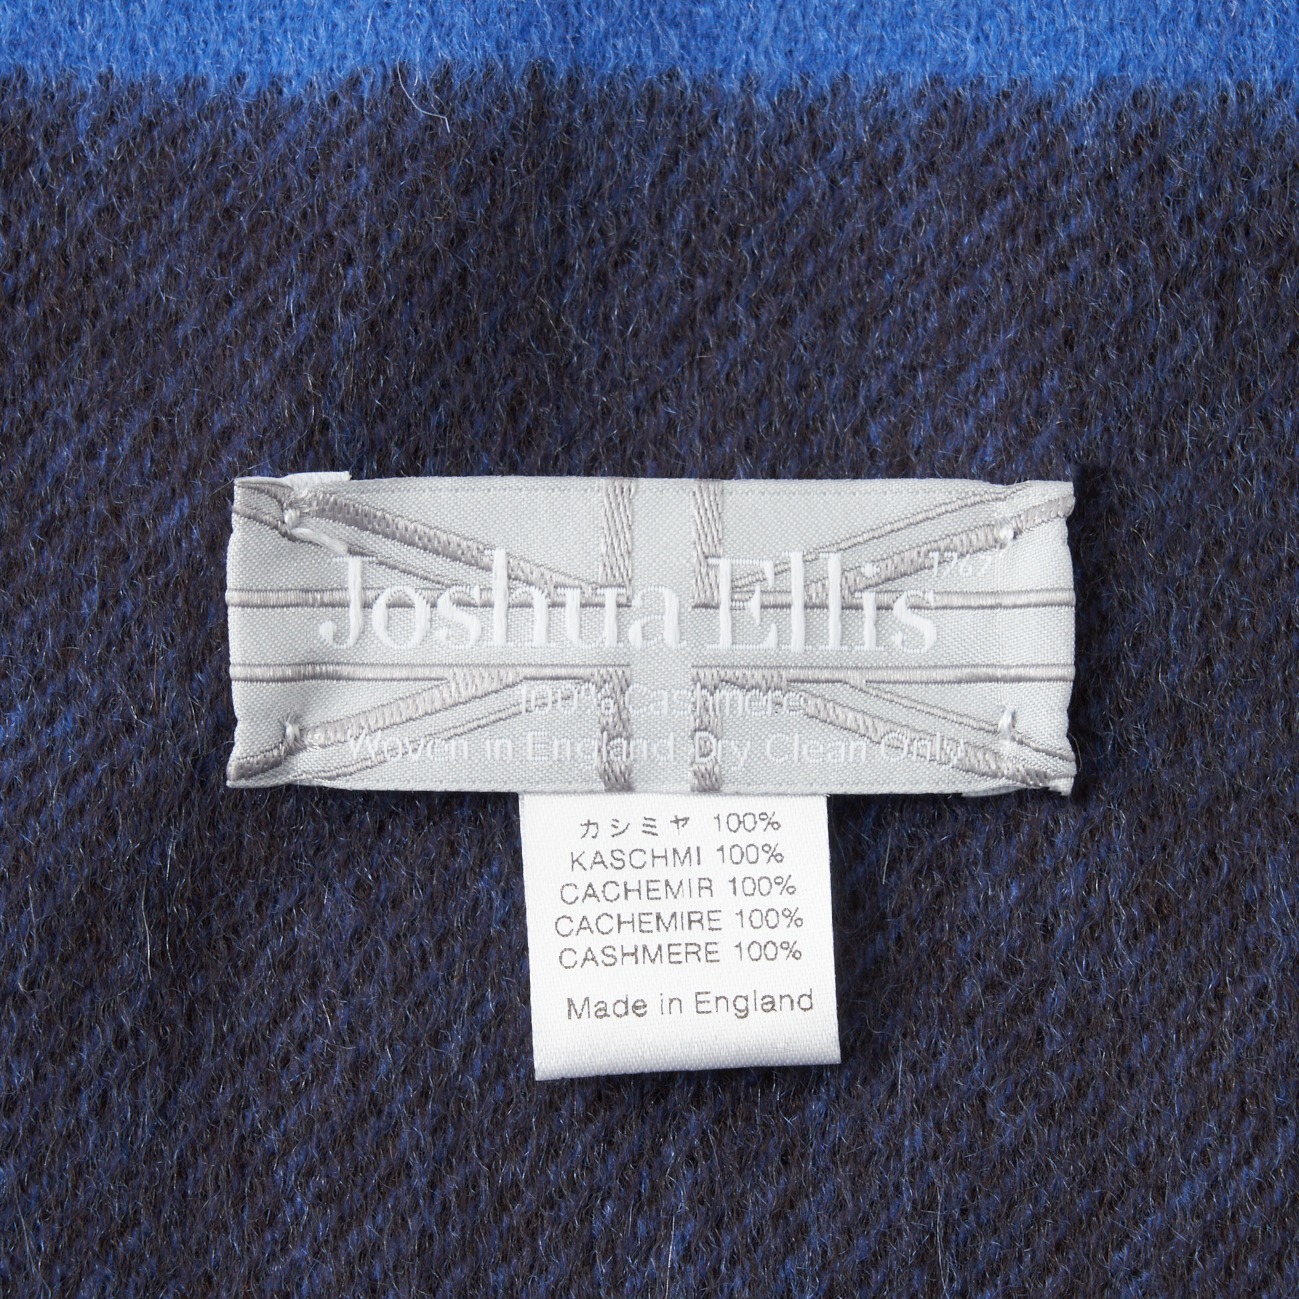 Joshua Ellis 1767
100% Cashmere
Woven in England Dry Clean Only
カシミヤ 100%
KASCHMI 100%
CACHEMIR 100%
CACHEMIRE 100%
CASHMERE 100%
Made in England